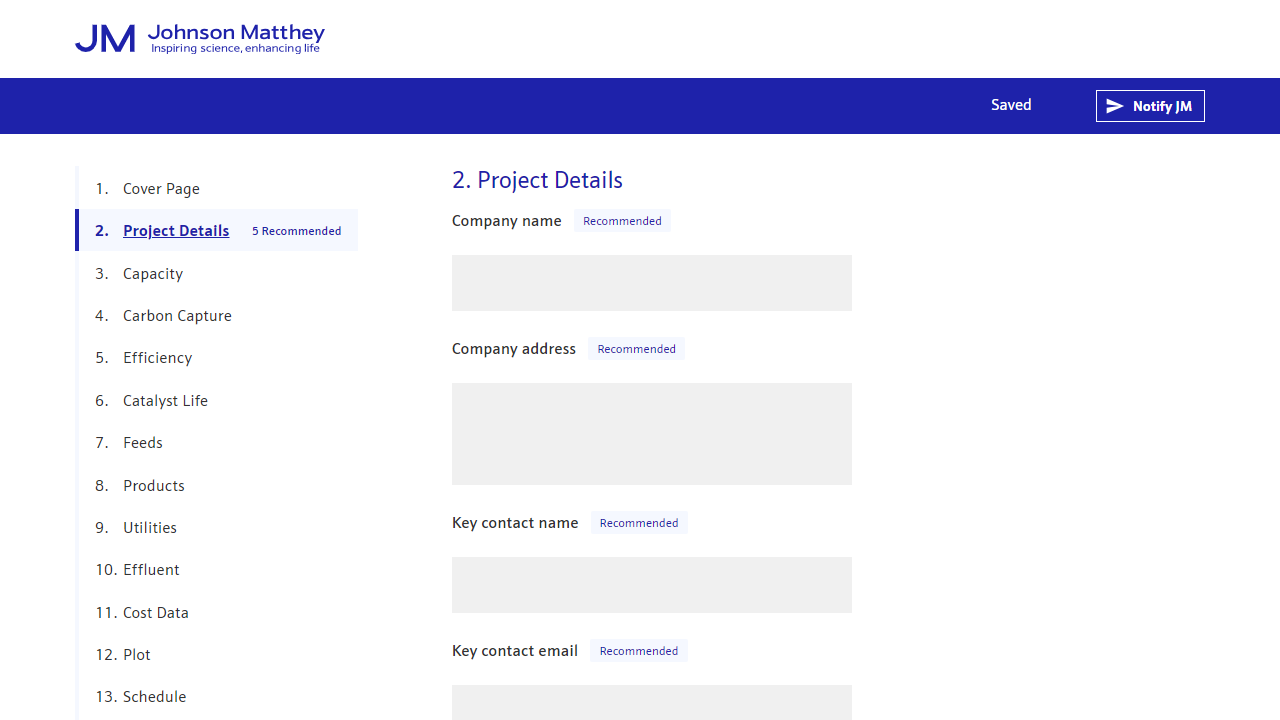 JM Johnson Matthey
Inspiring science, enhancing life
Saved
Notify JM
1. Cover Page
2. Project Details 5 Recommended
3. Capacity
4. Carbon Capture
5. Efficiency
6. Catalyst Life
7. Feeds
8. Products
9. Utilities
10. Effluent
11. Cost Data
12. Plot
13. Schedule
2. Project Details
Company name Recommended
Company address Recommended
Key contact name Recommended
Key contact email Recommended